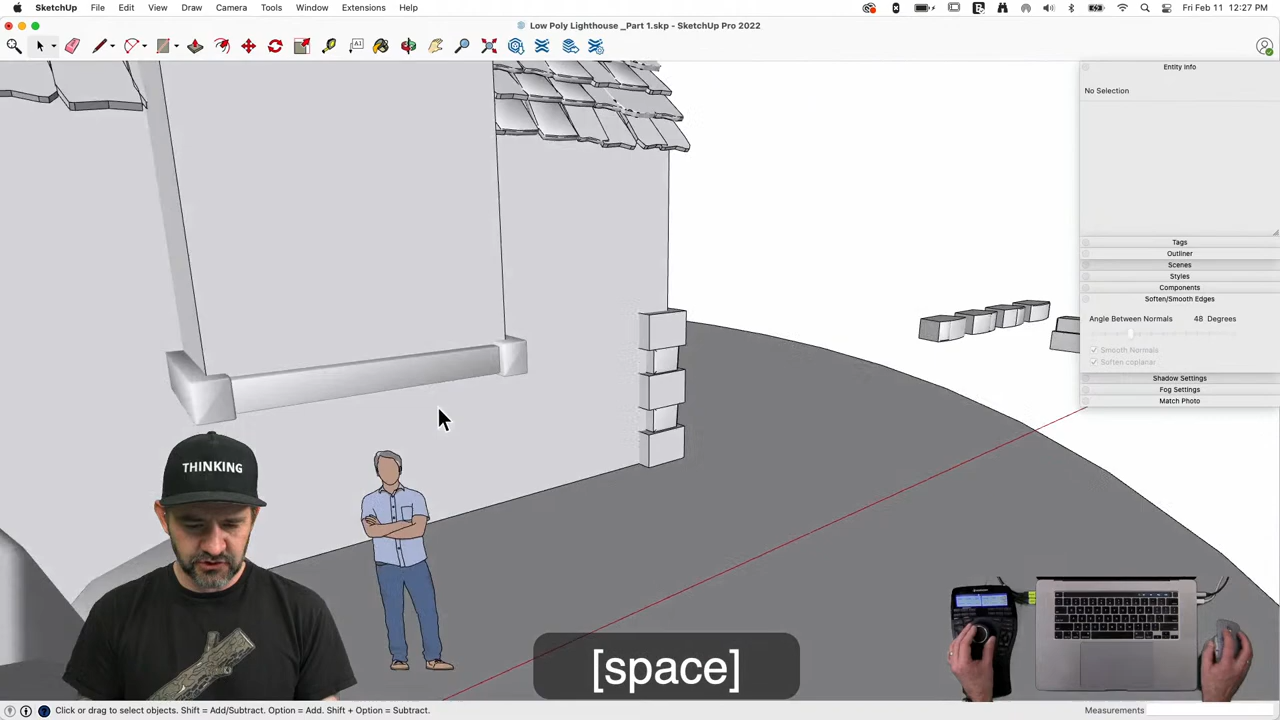 SketchUp File Edit View Draw Camera Tools Window Extensions Help
Fri Feb 11 12:27 PM
Low Poly Lighthouse _Part 1.skp - SketchUp Pro 2022
Entity Info
No Selection
Tags
Outliner
Scenes
Styles
Components
Soften/Smooth Edges
Angle Between Normals 48 Degrees
Smooth Normals
Soften coplanar
Shadow Settings
Fog Settings
Match Photo
THINKING
[space]
Click or drag to select objects. Shift = Add/Subtract. Option = Add. Shift + Option = Subtract.
Measurements